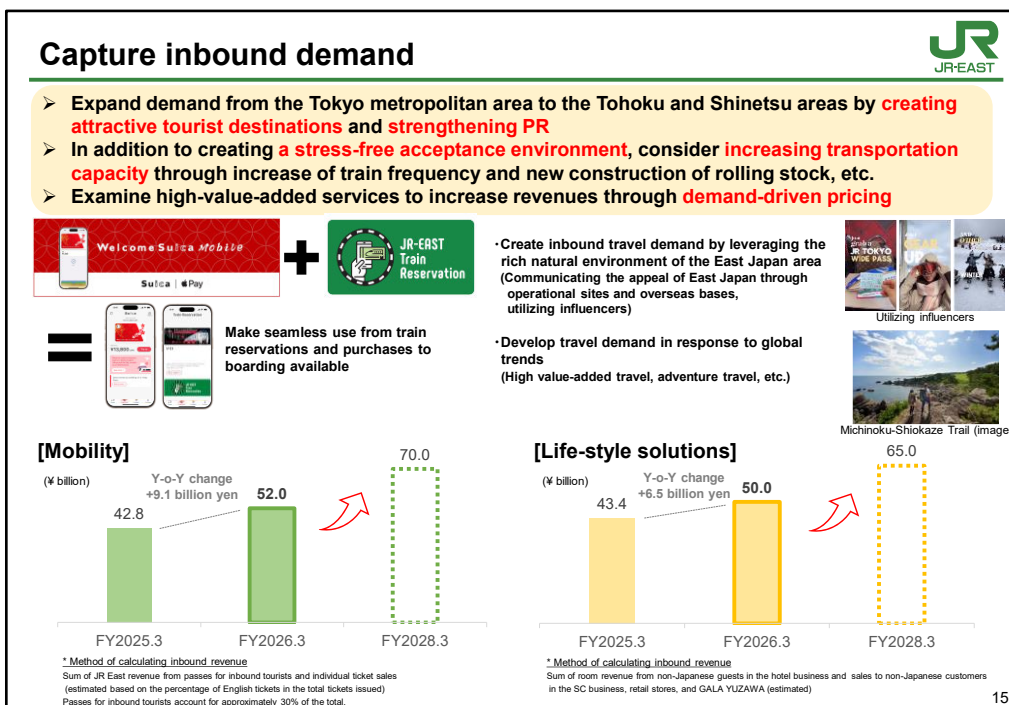 Capture inbound demand
JR
JR-EAST
➢ Expand demand from the Tokyo metropolitan area to the Tohoku and Shinetsu areas by creating
attractive tourist destinations and strengthening PR
➢ In addition to creating a stress-free acceptance environment, consider increasing transportation
capacity through increase of train frequency and new construction of rolling stock, etc.
➢ Examine high-value-added services to increase revenues through demand-driven pricing
Welcome Suica Mobile
Suica | Pay
+
JR-EAST
Train
Reservation
=
Make seamless use from train
reservations and purchases to
boarding available
・Create inbound travel demand by leveraging the
rich natural environment of the East Japan area
(Communicating the appeal of East Japan through
operational sites and overseas bases,
utilizing influencers)
・Develop travel demand in response to global
trends
(High value-added travel, adventure travel, etc.)
JR TOKYO
WIDE PASS
GEAR
UP
WINTER
Utilizing influencers
Michinoku-Shiokaze Trail (image
[Mobility]
(¥ billion)
Y-o-Y change
+9.1 billion yen
42.8
52.0
70.0
FY2025.3
FY2026.3
FY2028.3
* Method of calculating inbound revenue
Sum of JR East revenue from passes for inbound tourists and individual ticket sales
(estimated based on the percentage of English tickets in the total tickets issued)
Passes for inbound tourists account for approximately 30% of the total.
[Life-style solutions]
(¥ billion)
Y-o-Y change
+6.5 billion yen
43.4
50.0
65.0
FY2025.3
FY2026.3
FY2028.3
* Method of calculating inbound revenue
Sum of room revenue from non-Japanese guests in the hotel business and sales to non-Japanese customers
in the SC business, retail stores, and GALA YUZAWA (estimated)
15